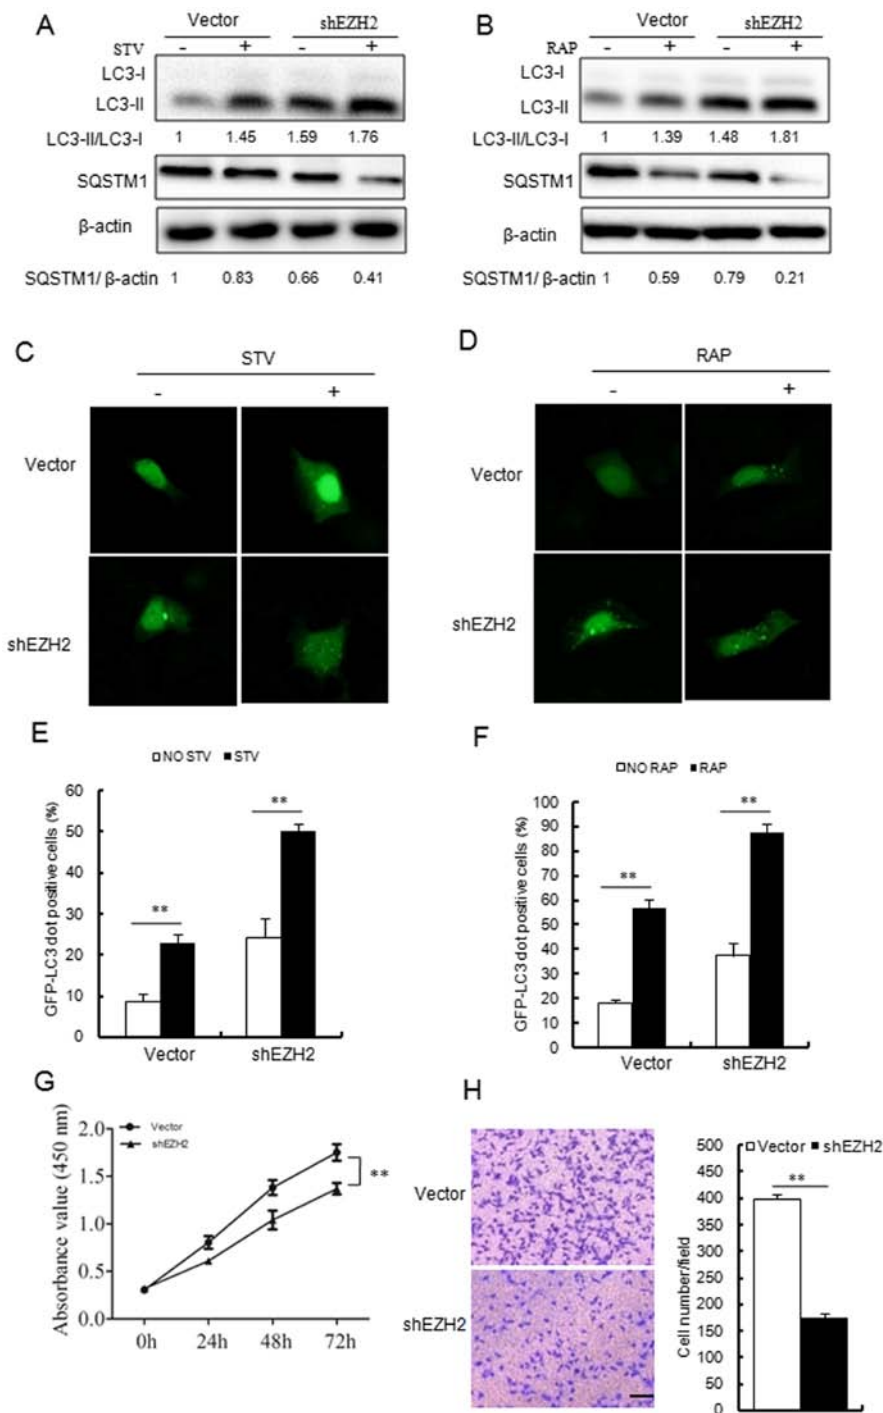 A
Vector shEZH2
STV - + - +
LC3-I
LC3-II
LC3-II/LC3-I 1 1.45 1.59 1.76
SQSTM1
β-actin
SQSTM1/ β-actin 1 0.83 0.66 0.41
B
Vector shEZH2
RAP - + - +
LC3-I
LC3-II
LC3-II/LC3-I 1 1.39 1.48 1.81
SQSTM1
β-actin
SQSTM1/ β-actin 1 0.59 0.79 0.21
C
STV
- +
Vector
shEZH2
D
RAP
- +
Vector
shEZH2
E
NO STV STV
GFP-LC3 dot positive cells (%)
60
50
40
30
20
10
0
**
**
Vector shEZH2
F
NO RAP RAP
GFP-LC3 dot positive cells (%)
100
90
80
70
60
50
40
30
20
10
0
**
**
Vector shEZH2
G
Vector
shEZH2
Absorbance value (450 nm)
2.0
1.5
1.0
0.5
0.0
**
0h 24h 48h 72h
H
Vector
shEZH2
Vector shEZH2
Cell number/field
500
450
400
350
300
250
200
150
100
50
0
**